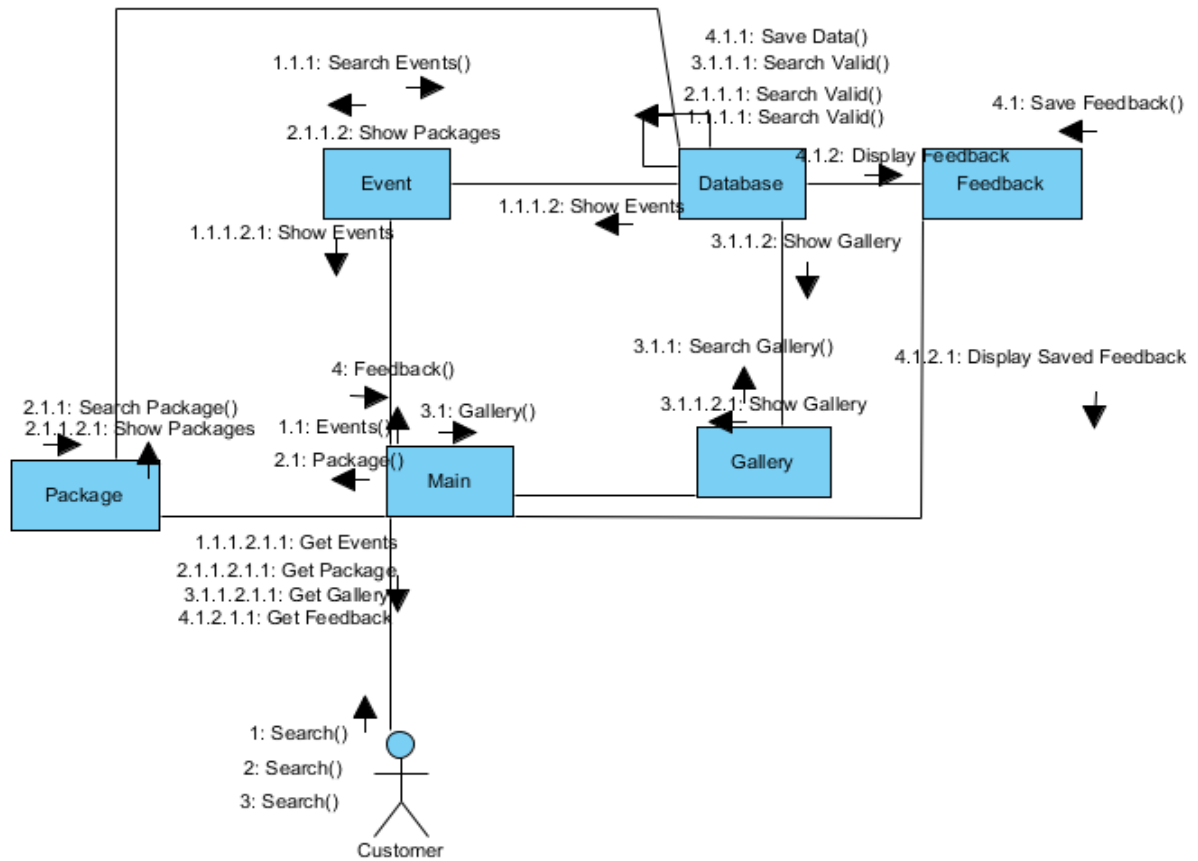 4.1.1: Save Data()
1.1.1: Search Events()
3.1.1.1: Search Valid()
2.1.1.1: Search Valid()
4.1: Save Feedback()
1.1.1.1: Search Valid()
2.1.1.2: Show Packages
4.1.2: Display Feedback
Event
Database
Feedback
1.1.1.2: Show Events
1.1.1.2.1: Show Events
3.1.1.2: Show Gallery
3.1.1: Search Gallery()
4.1.2.1: Display Saved Feedback
4: Feedback()
2.1.1: Search Package()
3.1.1.2.1: Show Gallery
3.1: Gallery()
2.1.1.2.1: Show Packages
1.1: Events()
2.1: Package()
Gallery
Main
Package
1.1.1.2.1.1: Get Events
2.1.1.2.1.1: Get Package
3.1.1.2.1.1: Get Gallery
4.1.2.1.1: Get Feedback
1: Search()
2: Search()
3: Search()
Customer